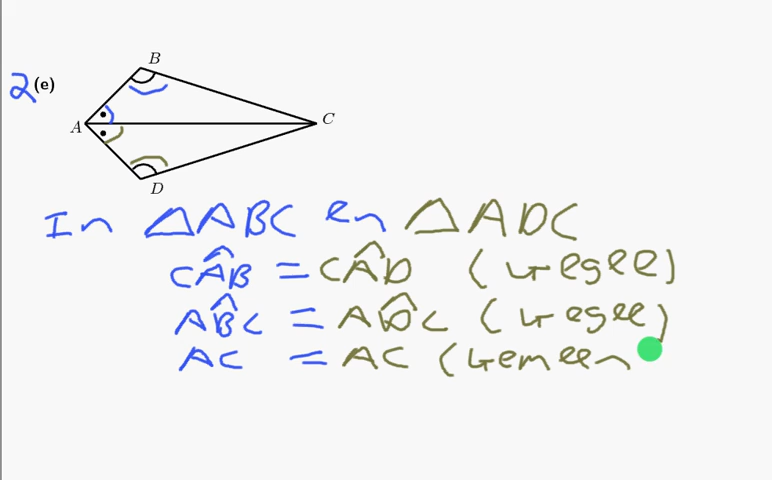 2(e)
B
A
C
D
In △ABC en △ADC
CÂB = CÂD (Gegee)
AB̂C = AD̂C (Gegee)
AC = AC (Gemeen